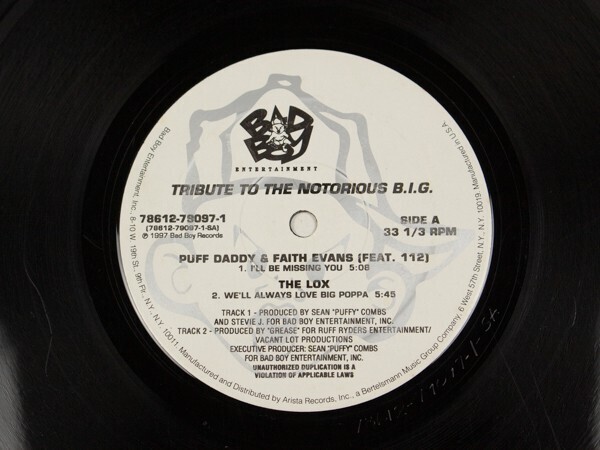 BAD
BOY
ENTERTAINMENT
TRIBUTE TO THE NOTORIOUS B.I.G.
78612-79097-1
(78612-79097-1-SA)
℗ 1997 Bad Boy Records
SIDE A
33 1/3 RPM
PUFF DADDY & FAITH EVANS (FEAT. 112)
1. I'LL BE MISSING YOU 5:08
THE LOX
2. WE'LL ALWAYS LOVE BIG POPPA 5:45
TRACK 1 - PRODUCED BY SEAN "PUFFY" COMBS
AND STEVIE J. FOR BAD BOY ENTERTAINMENT, INC.
TRACK 2 - PRODUCED BY "GREASE" FOR RUFF RYDERS ENTERTAINMENT/
VACANT LOT PRODUCTIONS
EXECUTIVE PRODUCER: SEAN "PUFFY" COMBS
FOR BAD BOY ENTERTAINMENT, INC.
UNAUTHORIZED DUPLICATION IS A
VIOLATION OF APPLICABLE LAWS
Bad Boy Entertainment, Inc., 8-10 W. 19th St., 9th Flr., N.Y., N.Y. 10011. Manufactured and Distributed by Arista Records, Inc., a Bertelsmann Music Group Company, 6 West 57th Street, N.Y., N.Y. 10019 Manufactured in U.S.A.